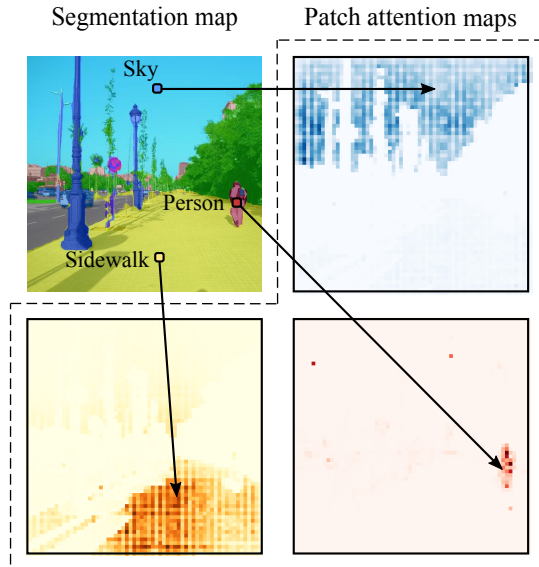 Segmentation map
Patch attention maps
Sky
Person
Sidewalk